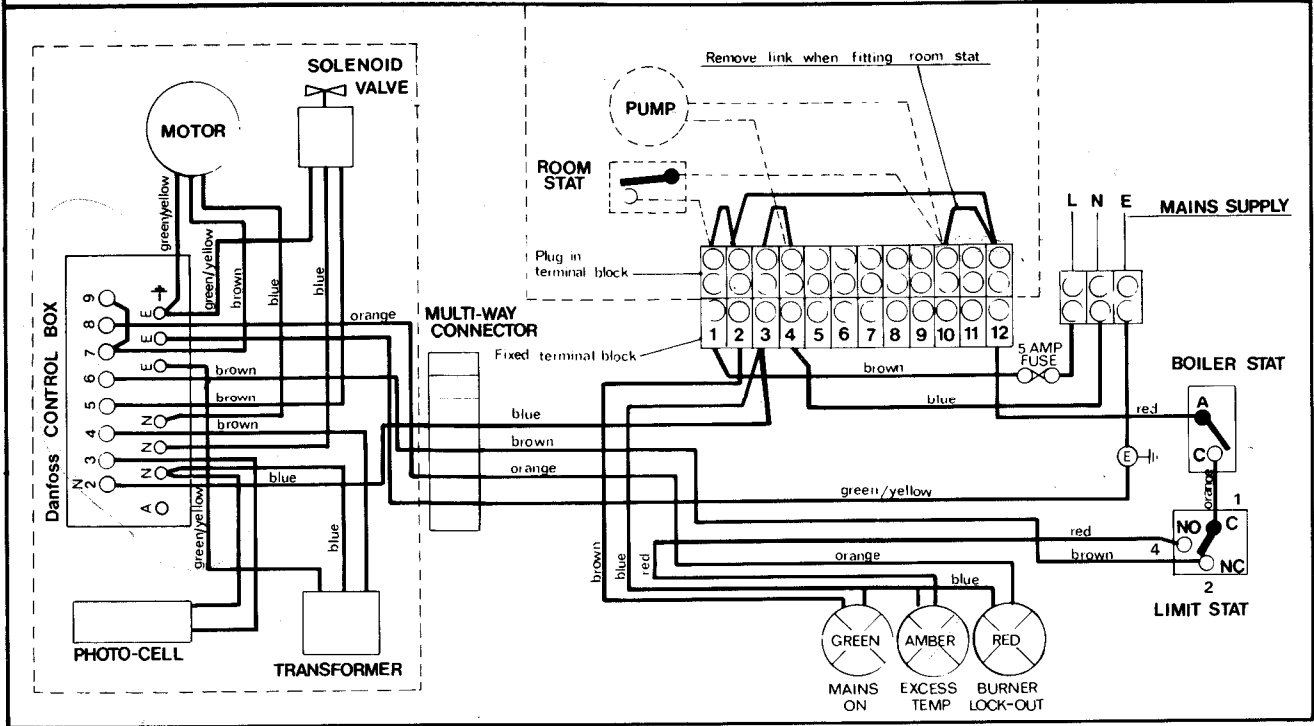 SOLENOID
VALVE
MOTOR
Remove link when fitting room stat
PUMP
ROOM
STAT
L N E
MAINS SUPPLY
Plug in
terminal block
green/yellow
green/yellow
brown
blue
blue
Danfoss CONTROL BOX
9
8
7
6
5
4
3
N 2
E
E
E
N
N
N
A
orange
brown
brown
brown
blue
green/yellow
blue
MULTI-WAY
CONNECTOR
Fixed terminal block
1 2 3 4 5 6 7 8 9 10 11 12
5 AMP
FUSE
brown
blue
red
BOILER STAT
A
C
orange
E
blue
brown
orange
green/yellow
1
NO C
4
NC
2
LIMIT STAT
red
brown
orange
blue
brown
blue
red
PHOTO-CELL
TRANSFORMER
GREEN
AMBER
RED
MAINS
ON
EXCESS
TEMP
BURNER
LOCK-OUT